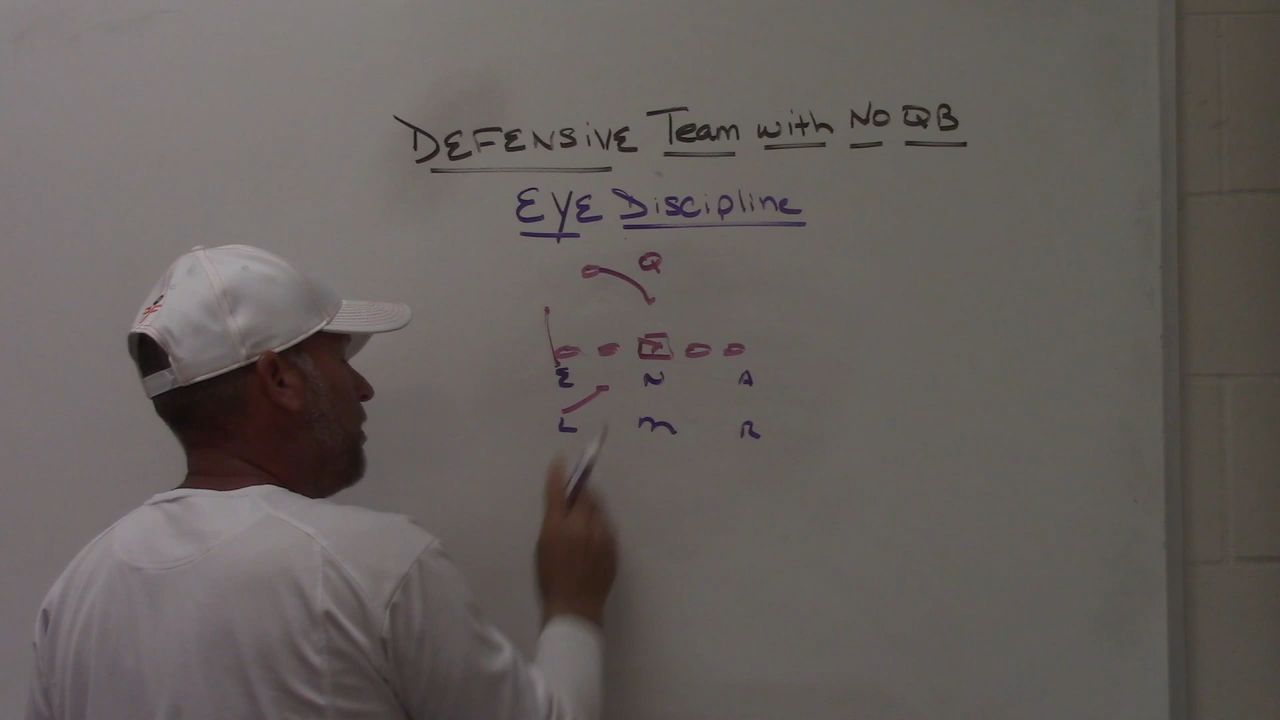 DEFENSiVE Team with No QB
EYE Discipline
Q
X
E N A
L M R